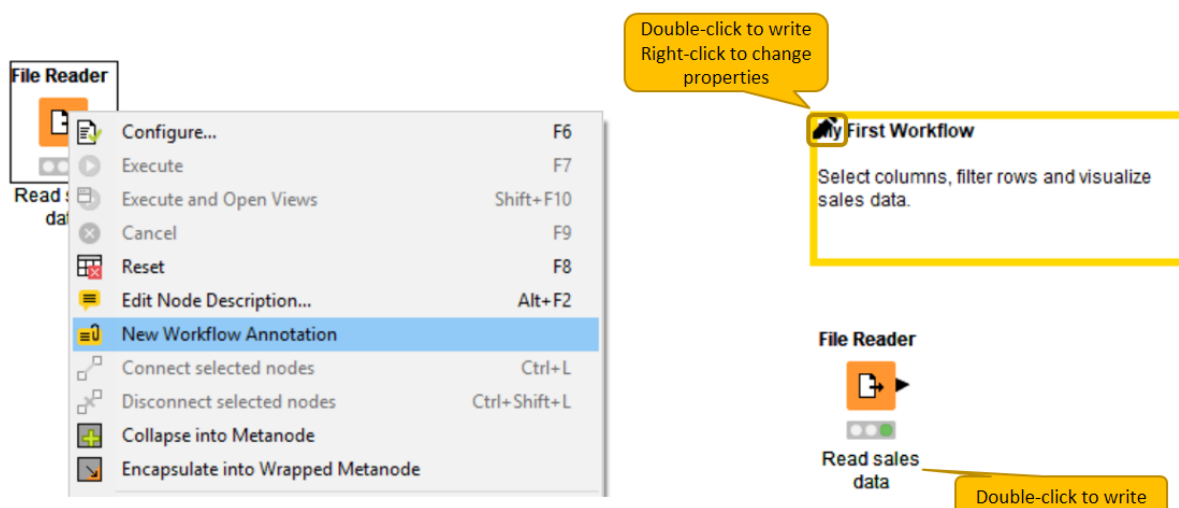 File Reader
Read s
da
Configure... F6
Execute F7
Execute and Open Views Shift+F10
Cancel F9
Reset F8
Edit Node Description... Alt+F2
New Workflow Annotation
Connect selected nodes Ctrl+L
Disconnect selected nodes Ctrl+Shift+L
Collapse into Metanode
Encapsulate into Wrapped Metanode
Double-click to write
Right-click to change
properties
My First Workflow
Select columns, filter rows and visualize
sales data.
File Reader
Read sales
data
Double-click to write